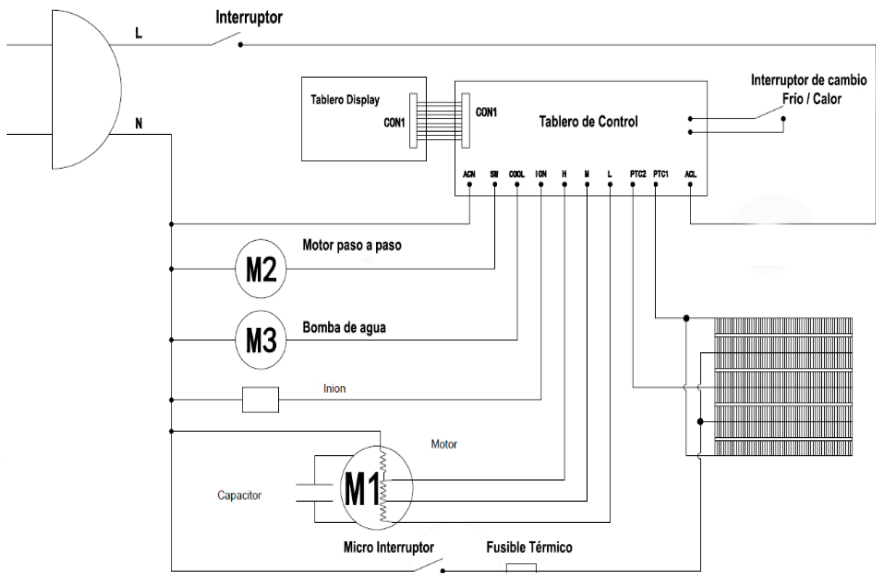 Interruptor
L
N
Tablero Display
CON1
CON1
Tablero de Control
Interruptor de cambio
Frío / Calor
ACN SW COOL ION H M L PTC2 PTC1 ACL
Motor paso a paso
M2
Bomba de agua
M3
Inion
Motor
M1
Capacitor
Micro Interruptor
Fusible Térmico